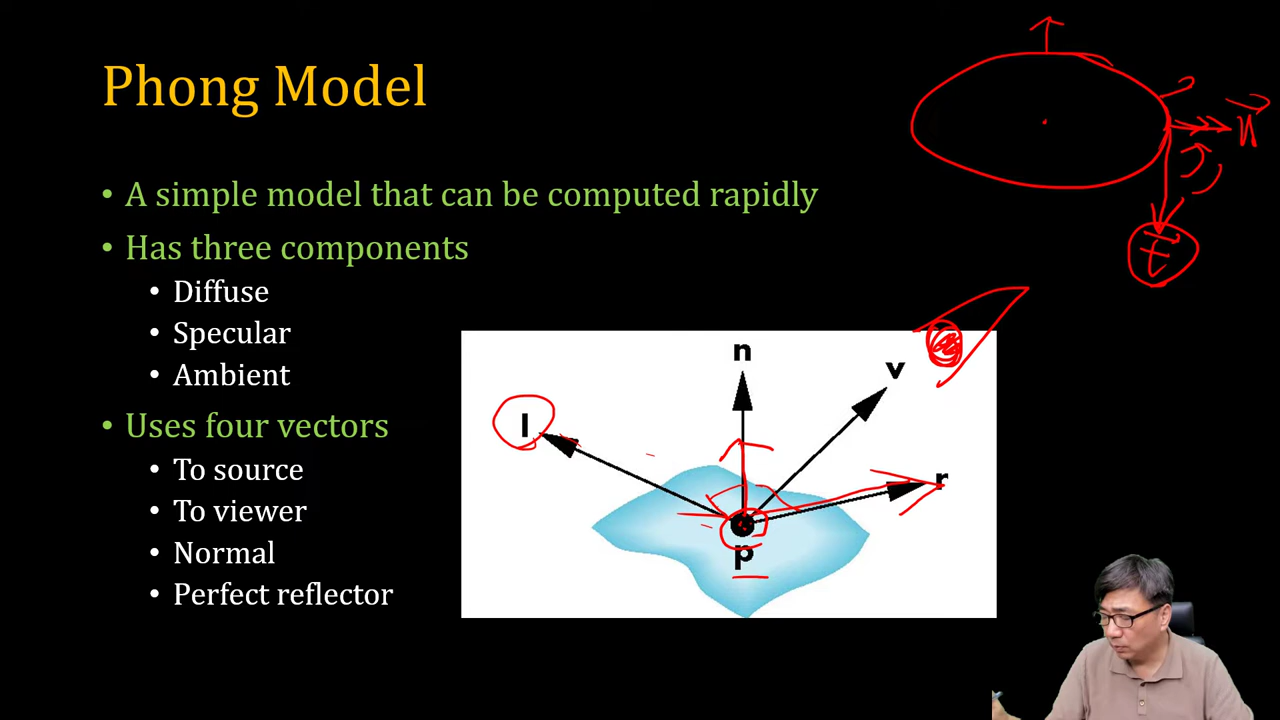 Phong Model
• A simple model that can be computed rapidly
• Has three components
• Diffuse
• Specular
• Ambient
• Uses four vectors
• To source
• To viewer
• Normal
• Perfect reflector
n
v
l
r
p
n
t